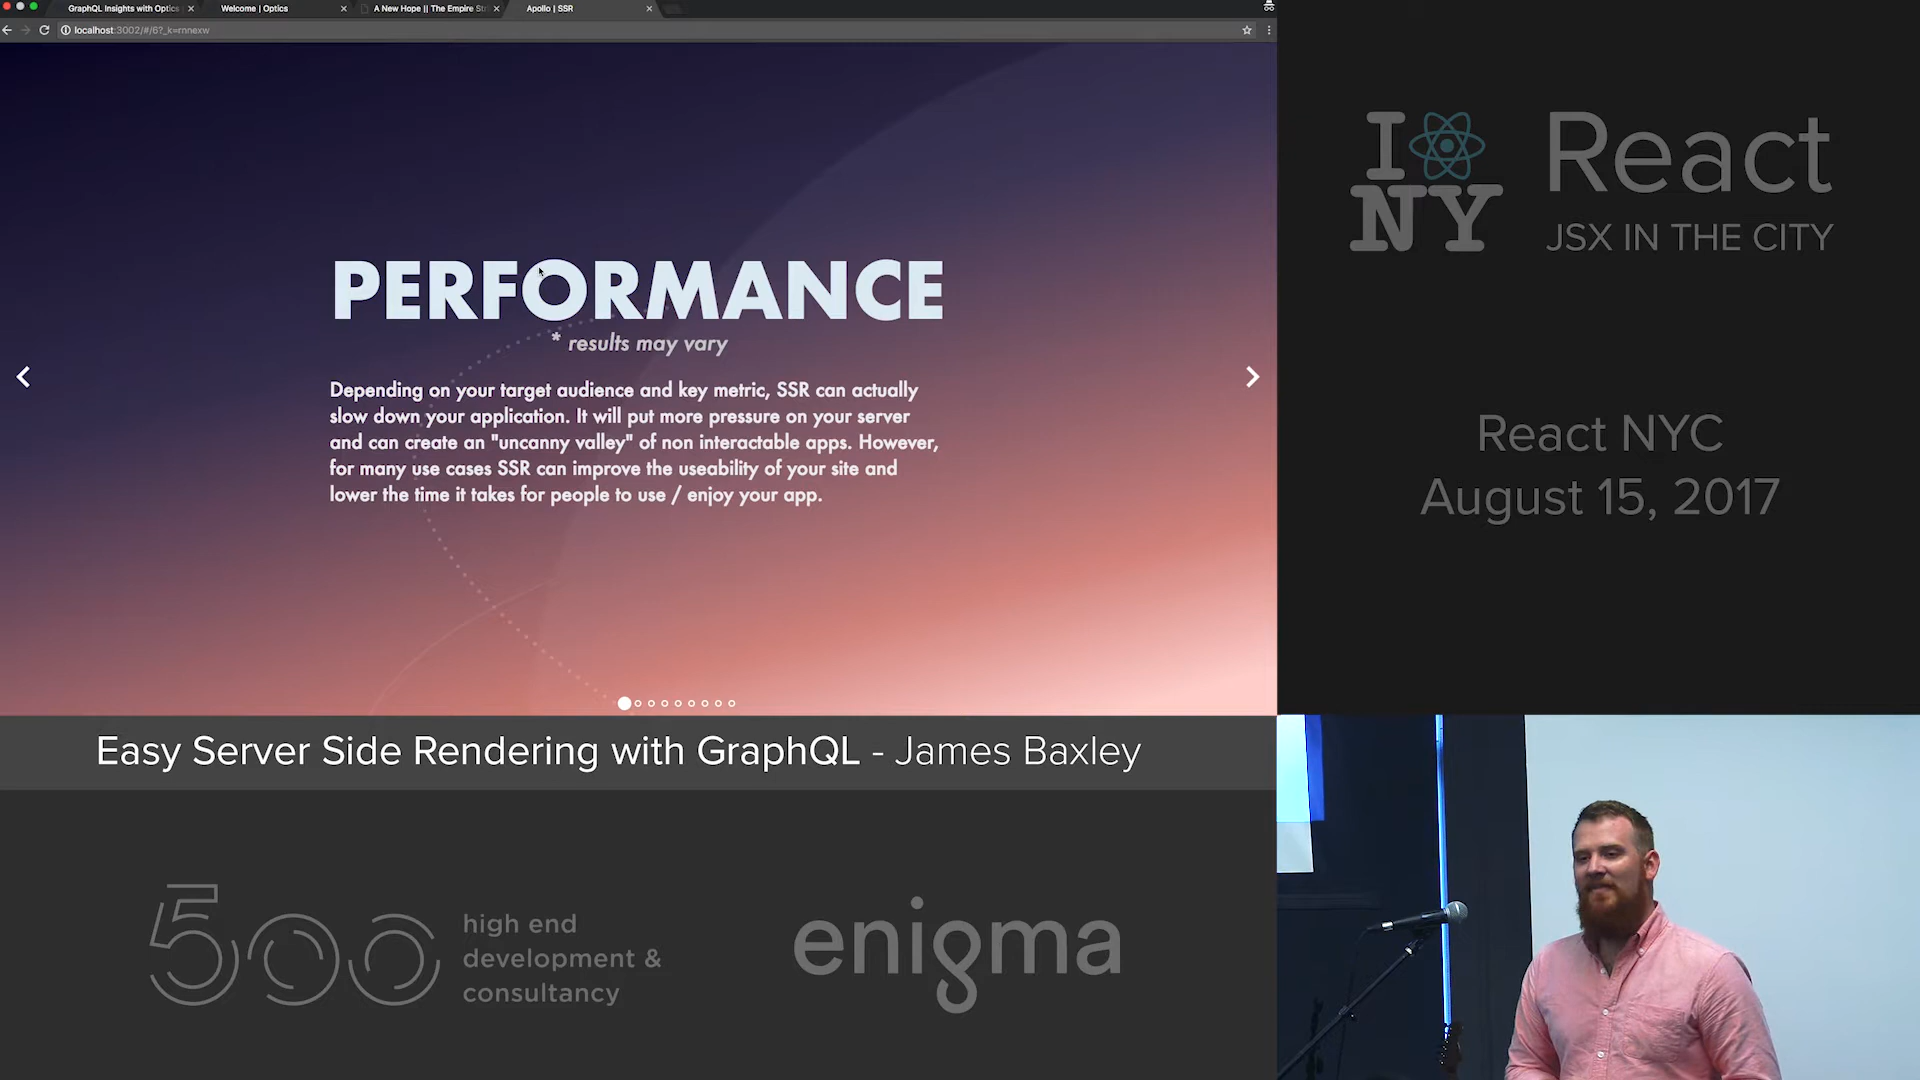 GraphQL Insights with Optics
Welcome | Optics
A New Hope || The Empire Str
Apollo | SSR
localhost:3002/#/6?_k=rnnexw
PERFORMANCE
* results may vary
Depending on your target audience and key metric, SSR can actually
slow down your application. It will put more pressure on your server
and can create an "uncanny valley" of non interactable apps. However,
for many use cases SSR can improve the useability of your site and
lower the time it takes for people to use / enjoy your app.
I NY
React
JSX IN THE CITY
React NYC
August 15, 2017
Easy Server Side Rendering with GraphQL - James Baxley
500
high end
development &
consultancy
enigma